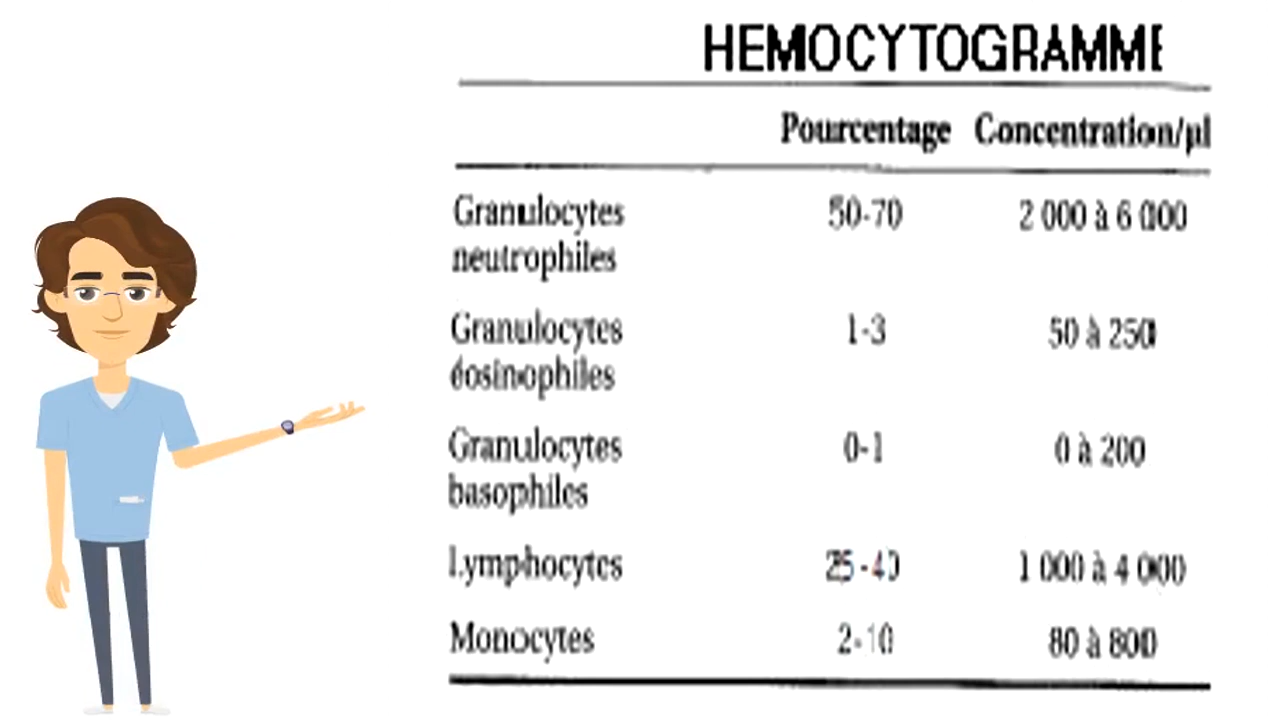 HEMOCYTOGRAMME
Pourcentage Concentration/µl
Granulocytes 50-70 2 000 à 6 000
neutrophiles
Granulocytes 1-3 50 à 250
éosinophiles
Granulocytes 0-1 0 à 200
basophiles
Lymphocytes 25-40 1 000 à 4 000
Monocytes 2-10 80 à 800